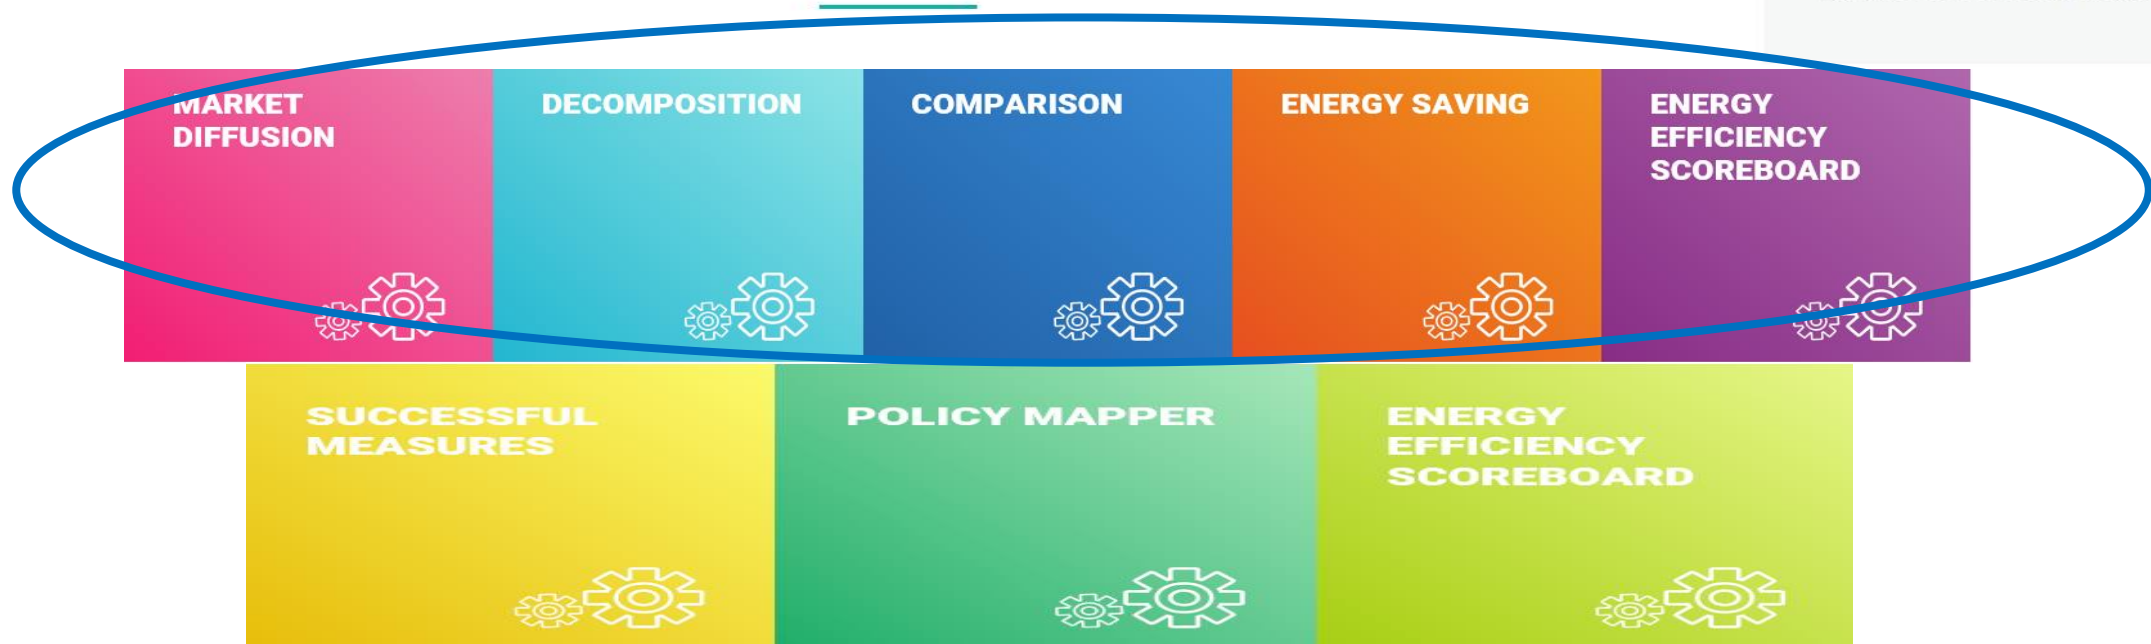 MARKET
DIFFUSION
DECOMPOSITION
COMPARISON
ENERGY SAVING
ENERGY
EFFICIENCY
SCOREBOARD
SUCCESSFUL
MEASURES
POLICY MAPPER
ENERGY
EFFICIENCY
SCOREBOARD